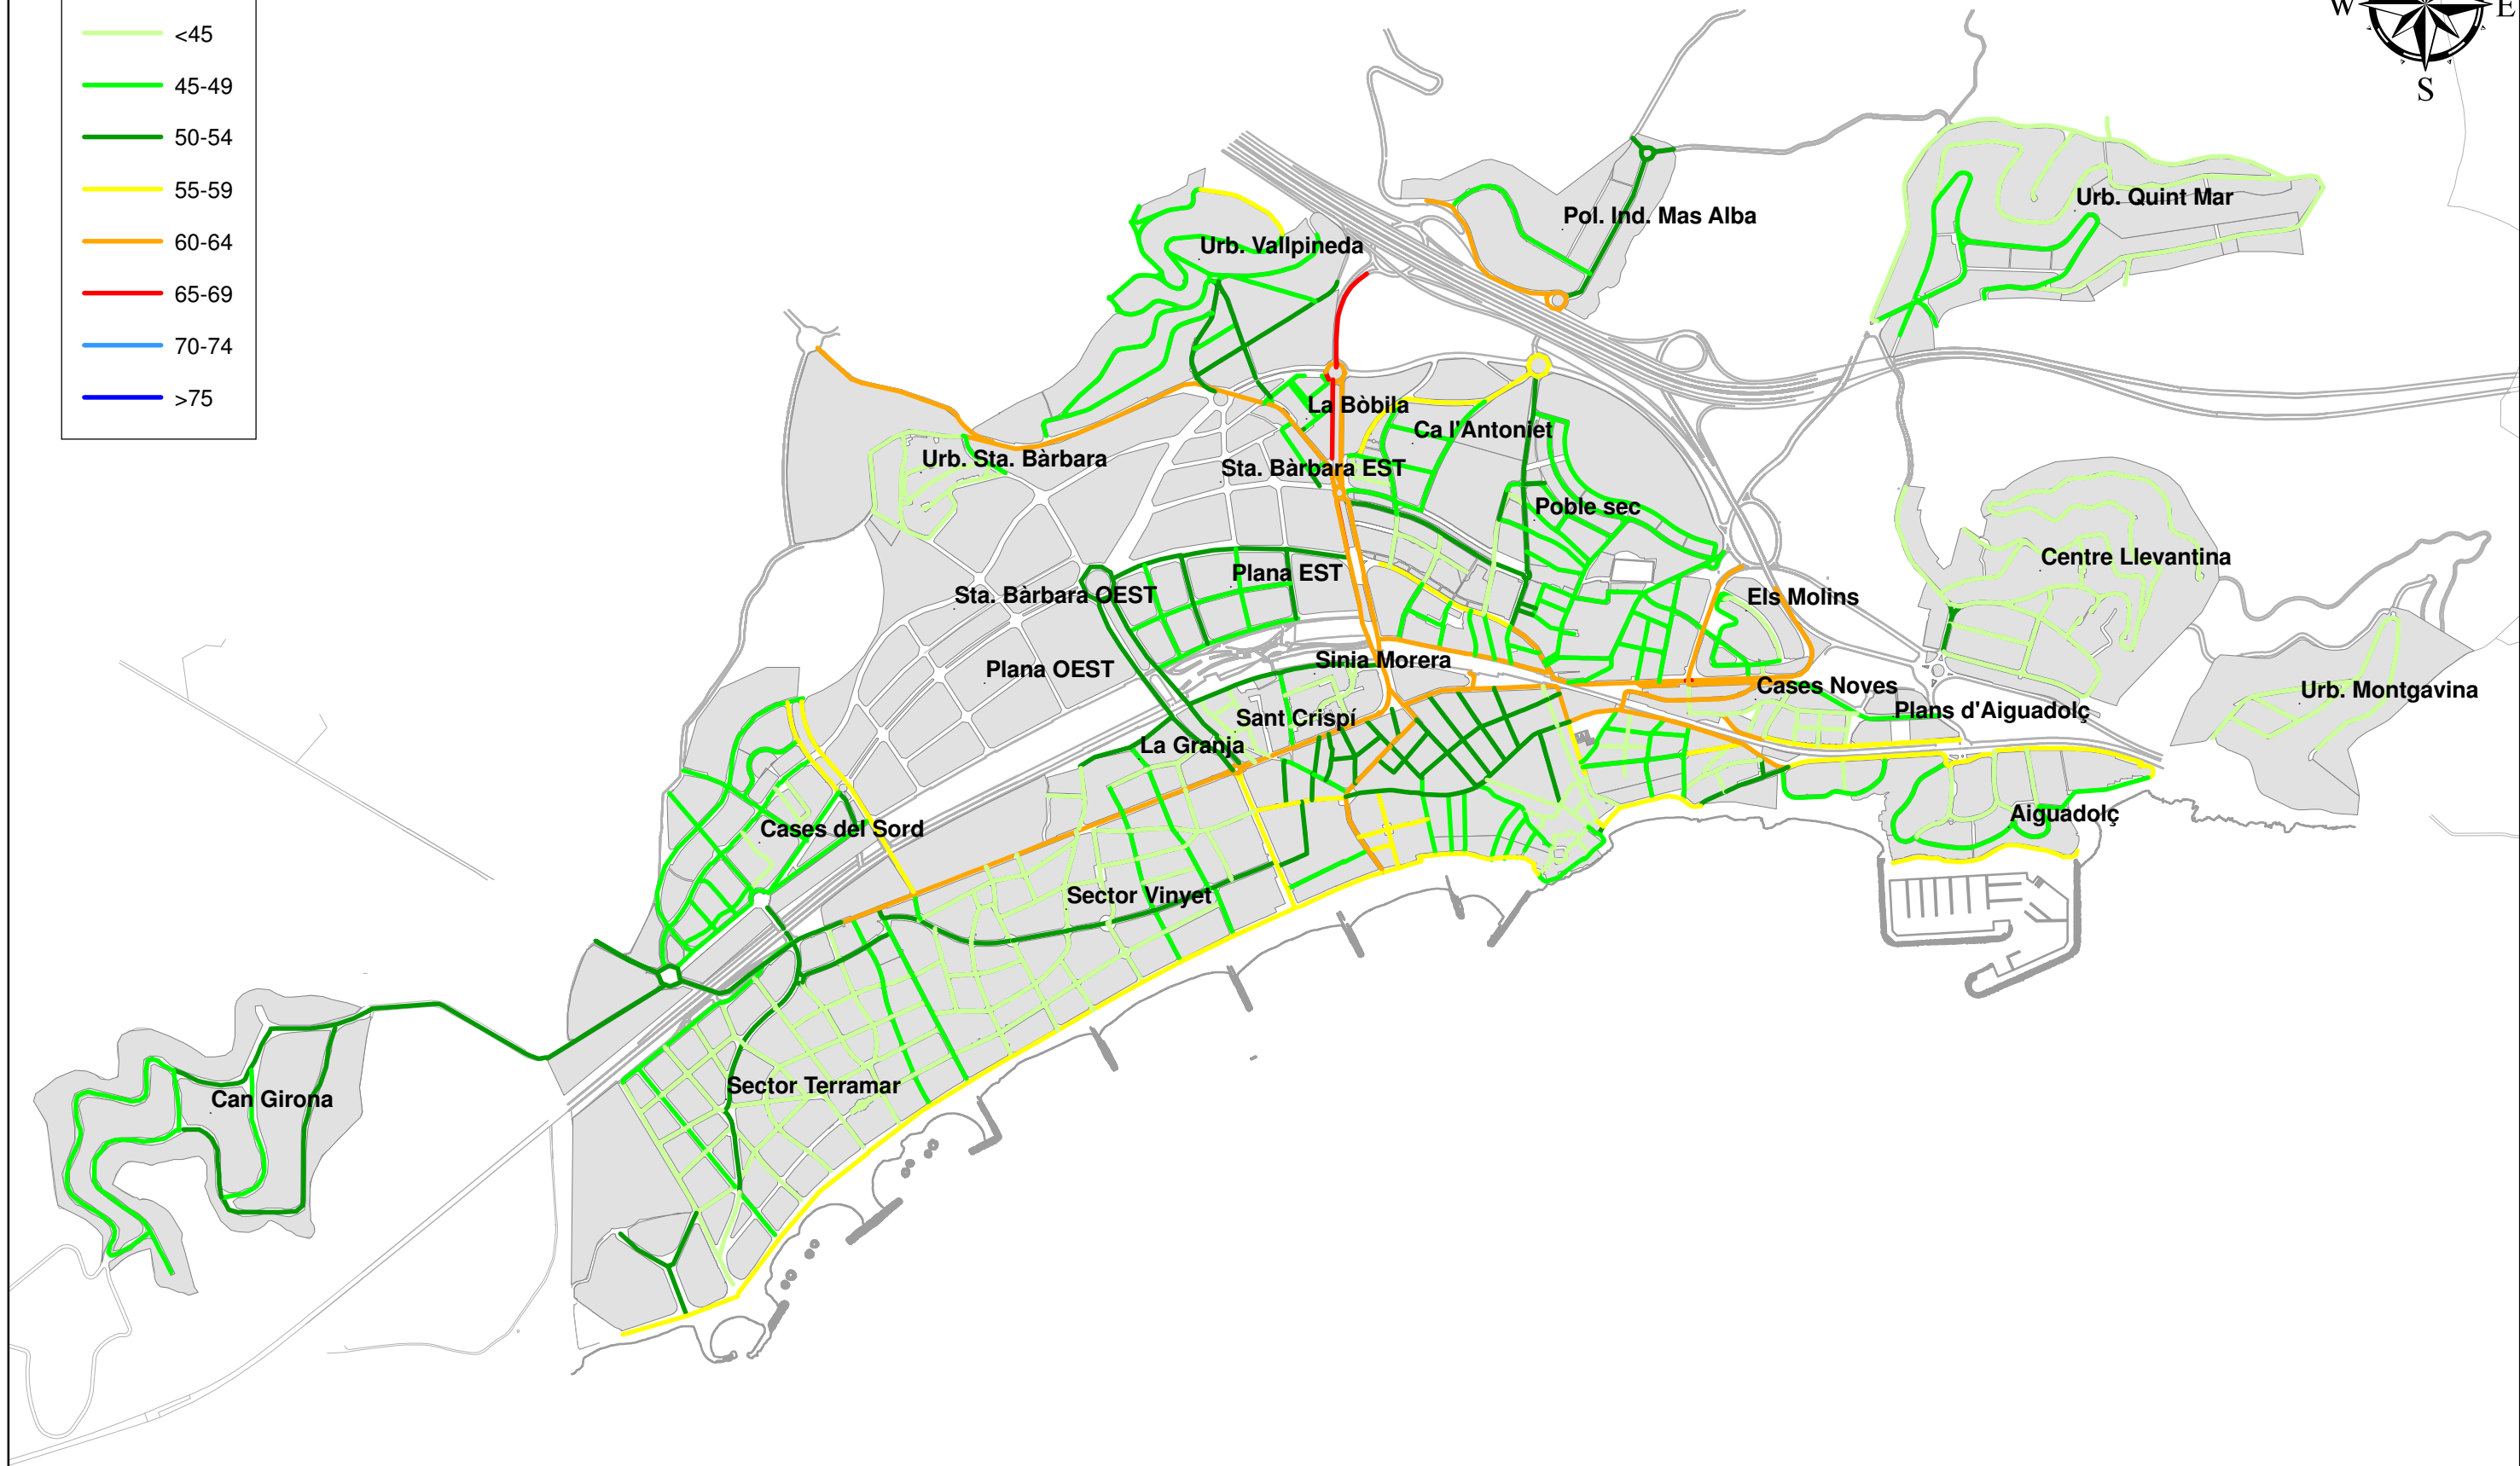 <45
45-49
50-54
55-59
60-64
65-69
70-74
>75
W
E
S
Pol. Ind. Mas Alba
Urb. Quint Mar
Urb. Vallpineda
La Bòbila
Ca l'Antoniet
Urb. Sta. Bàrbara
Sta. Bàrbara EST
Poble sec
Centre Llevantina
Plana EST
Sta. Bàrbara OEST
Els Molins
Plana OEST
Sinia Morera
Cases Noves
Urb. Montgavina
Plans d'Aiguadolç
Sant Crispí
La Granja
Aiguadolç
Cases del Sord
Sector Vinyet
Sector Terramar
Can Girona